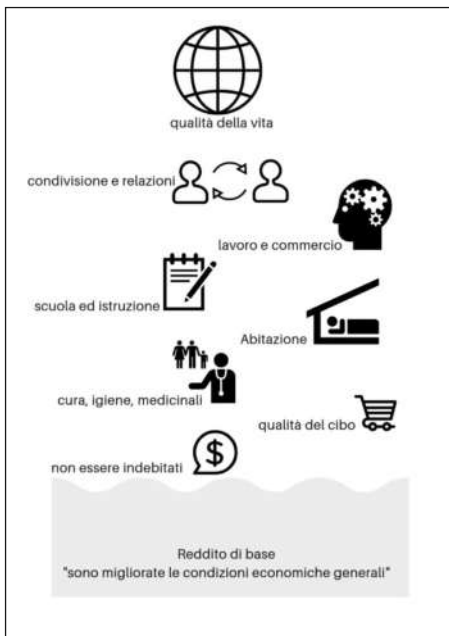 qualità della vita
condivisione e relazioni
lavoro e commercio
scuola ed istruzione
Abitazione
cura, igiene, medicinali
qualità del cibo
$
non essere indebitati
Reddito di base
"sono migliorate le condizioni economiche generali"